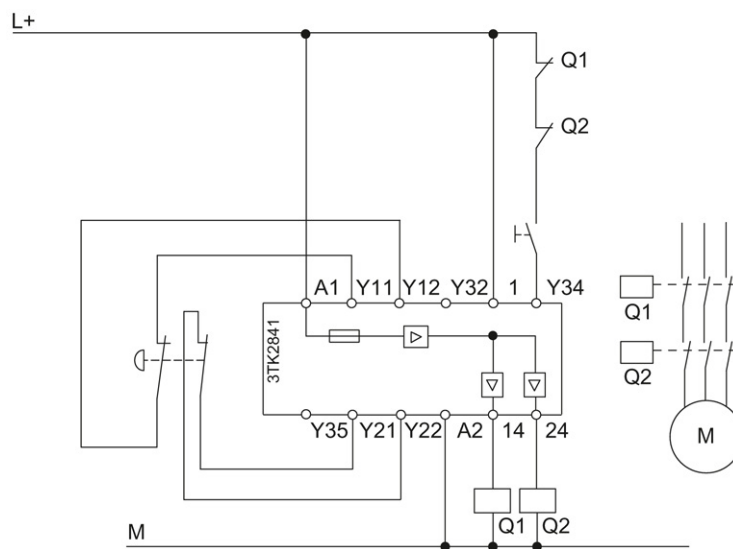 L+
Q1
Q2
A1 Y11 Y12 Y32 1 Y34
Q1
3TK2841
Q2
M
Y35 Y21 Y22 A2 14 24
Q1 Q2
M